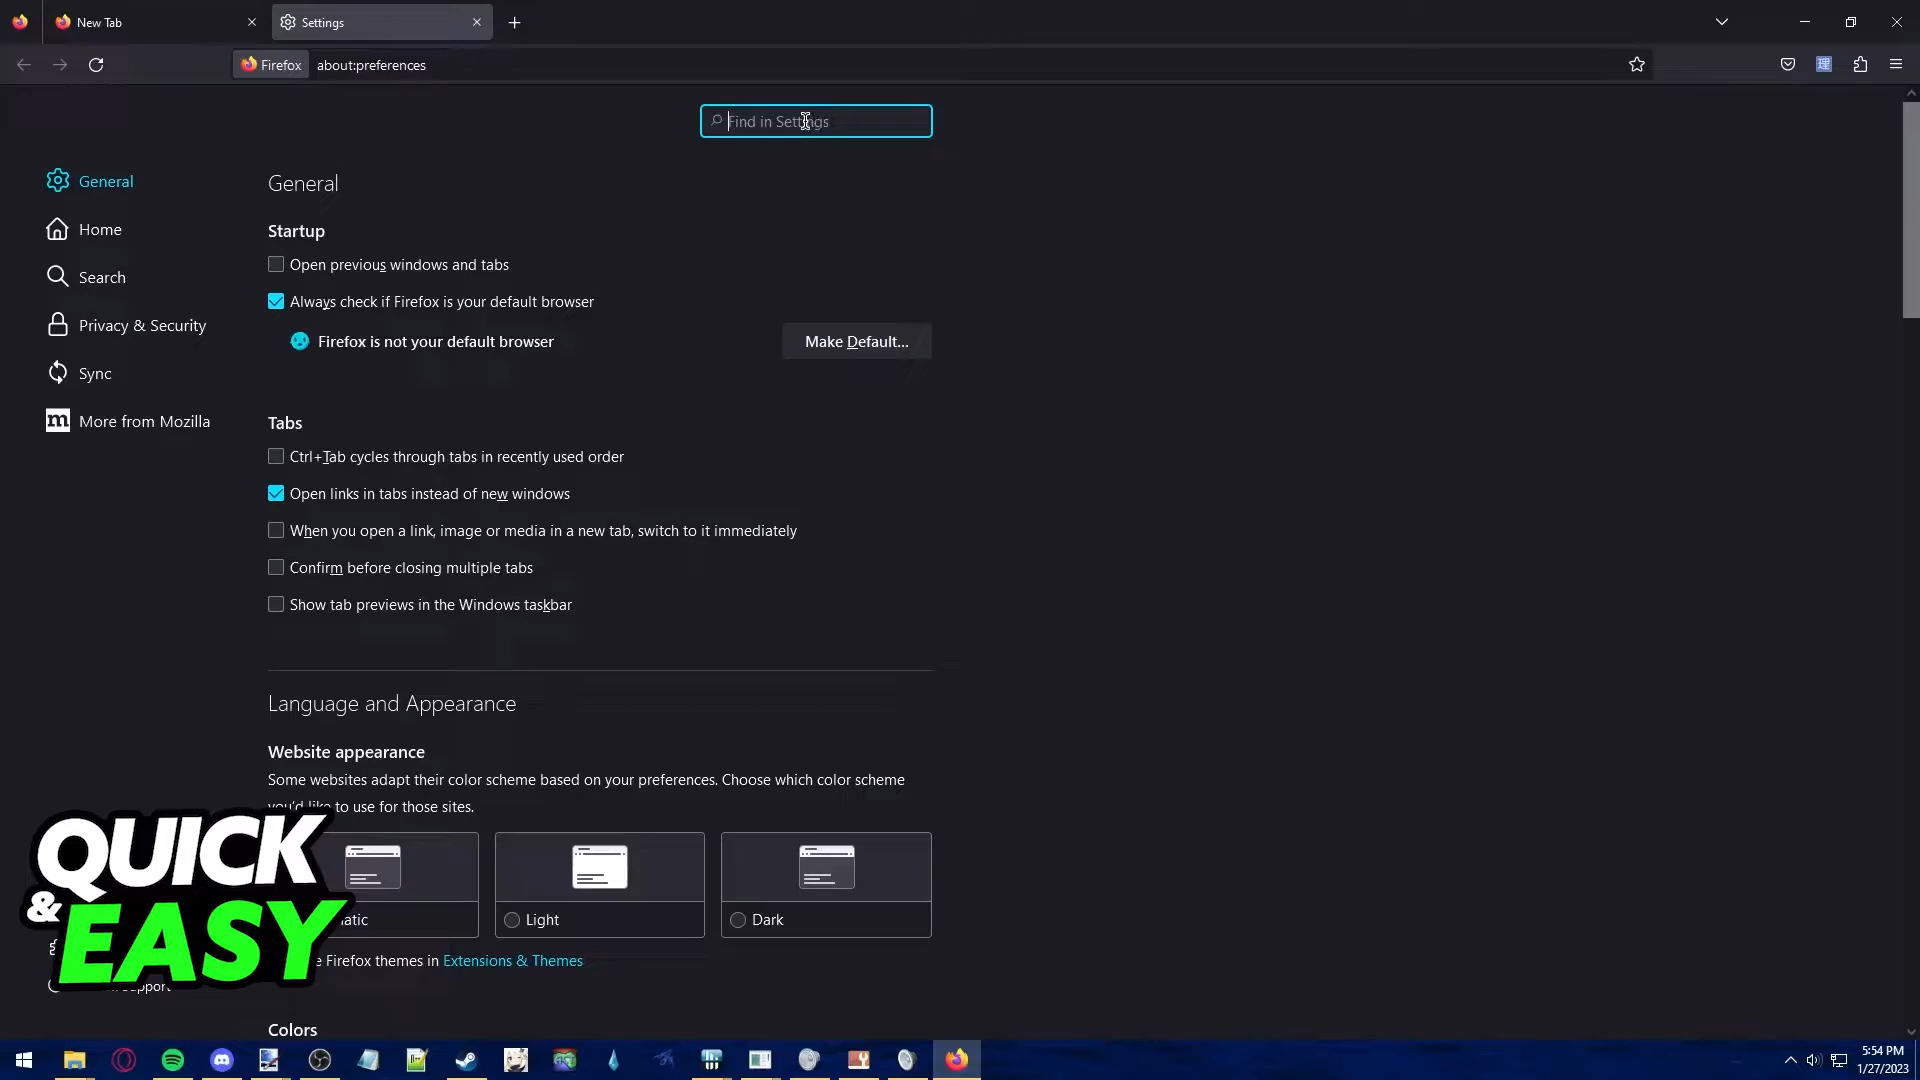 New Tab
Settings
Firefox
about:preferences
Find in Settings
General
Home
Search
Privacy & Security
Sync
More from Mozilla
General
Startup
Open previous windows and tabs
Always check if Firefox is your default browser
Firefox is not your default browser
Make Default...
Tabs
Ctrl+Tab cycles through tabs in recently used order
Open links in tabs instead of new windows
When you open a link, image or media in a new tab, switch to it immediately
Confirm before closing multiple tabs
Show tab previews in the Windows taskbar
Language and Appearance
Website appearance
Some websites adapt their color scheme based on your preferences. Choose which color scheme
you'd like to use for those sites.
Light
Dark
Firefox themes in Extensions & Themes
Colors
QUICK
& EASY
m
理
5:54 PM
1/27/2023